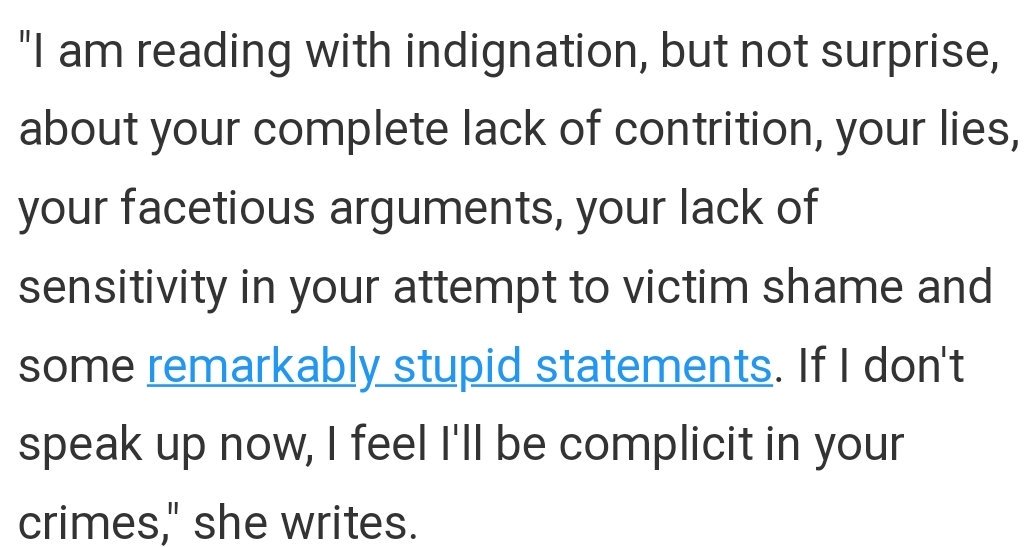 "I am reading with indignation, but not surprise,
about your complete lack of contrition, your lies,
your facetious arguments, your lack of
sensitivity in your attempt to victim shame and
some remarkably stupid statements. If I don't
speak up now, I feel I'll be complicit in your
crimes," she writes.